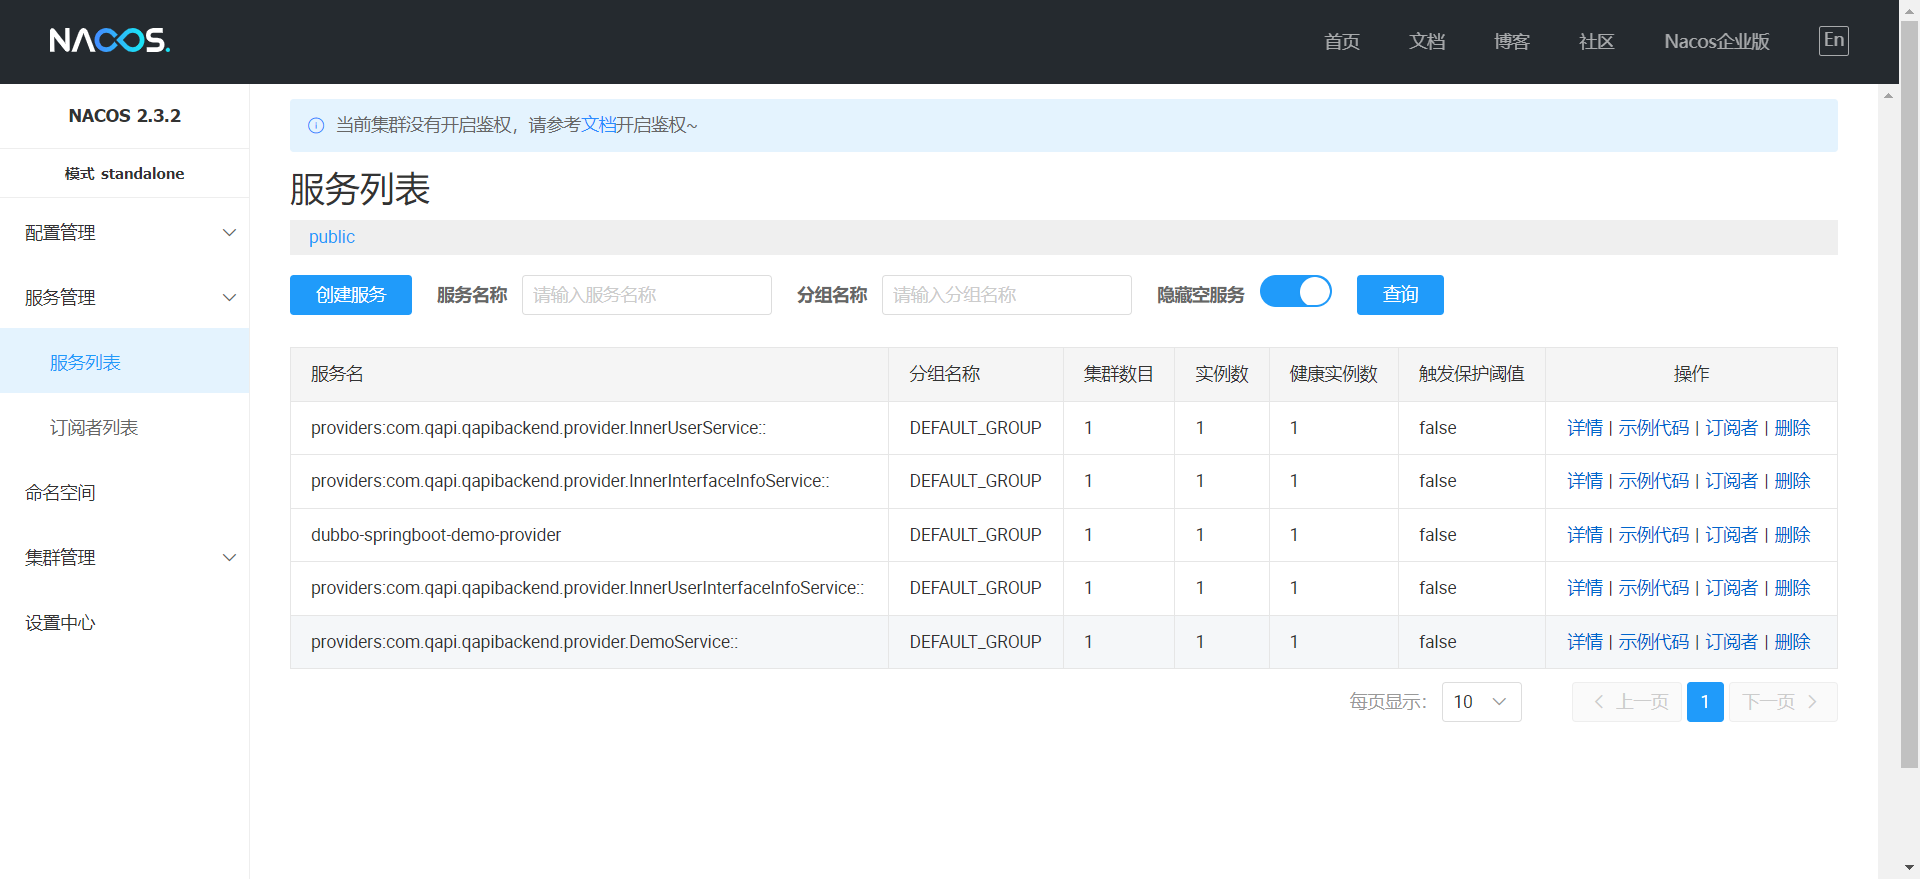 NACOS.
首页 文档 博客 社区 Nacos企业版 En
NACOS 2.3.2
模式 standalone
配置管理
服务管理
服务列表
订阅者列表
命名空间
集群管理
设置中心
当前集群没有开启鉴权，请参考文档开启鉴权~
服务列表
public
创建服务 服务名称 请输入服务名称 分组名称 请输入分组名称 隐藏空服务 查询
服务名 分组名称 集群数目 实例数 健康实例数 触发保护阈值 操作
providers:com.qapi.qapibackend.provider.InnerUserService:: DEFAULT_GROUP 1 1 1 false 详情 | 示例代码 | 订阅者 | 删除
providers:com.qapi.qapibackend.provider.InnerInterfaceInfoService:: DEFAULT_GROUP 1 1 1 false 详情 | 示例代码 | 订阅者 | 删除
dubbo-springboot-demo-provider DEFAULT_GROUP 1 1 1 false 详情 | 示例代码 | 订阅者 | 删除
providers:com.qapi.qapibackend.provider.InnerUserInterfaceInfoService:: DEFAULT_GROUP 1 1 1 false 详情 | 示例代码 | 订阅者 | 删除
providers:com.qapi.qapibackend.provider.DemoService:: DEFAULT_GROUP 1 1 1 false 详情 | 示例代码 | 订阅者 | 删除
每页显示: 10 上一页 1 下一页